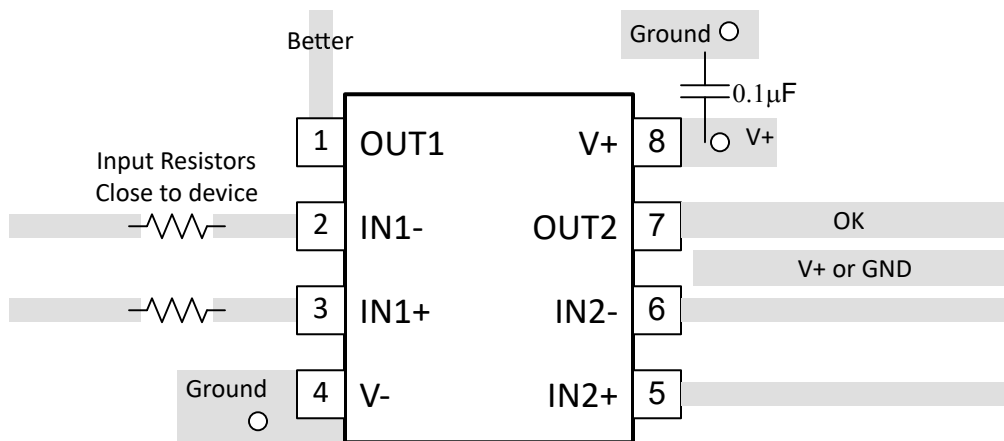 Better
Ground
0.1μF
1 OUT1 V+ 8 V+
Input Resistors
Close to device
2 IN1- OUT2 7 OK
V+ or GND
3 IN1+ IN2- 6
Ground 4 V- IN2+ 5